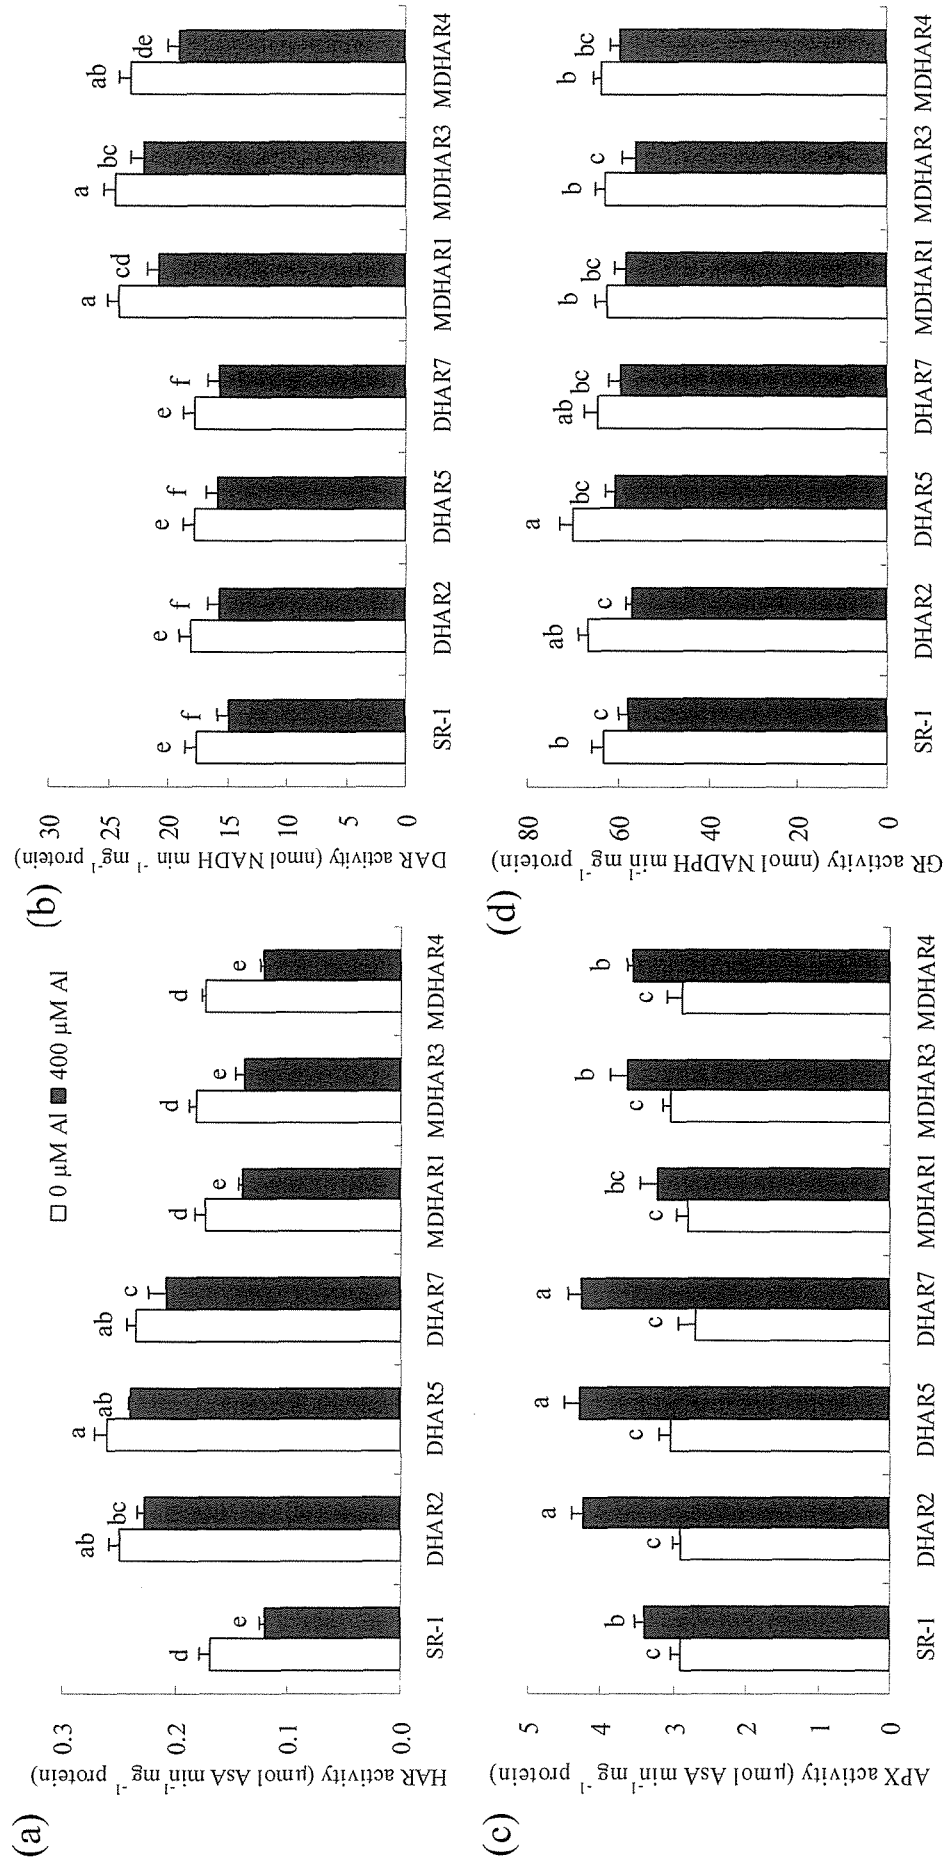 (a)
□ 0 µM Al ■ 400 µM Al
HAR activity (µmol AsA min⁻¹ mg⁻¹ protein)
0.3
0.2
0.1
0.0
d e ab bc a ab ab c d e d e d e
SR-1 DHAR2 DHAR5 DHAR7 MDHAR1 MDHAR3 MDHAR4
(b)
DAR activity (nmol NADH min⁻¹ mg⁻¹ protein)
30
25
20
15
10
5
0
e f e f e f e f a cd a bc ab de
SR-1 DHAR2 DHAR5 DHAR7 MDHAR1 MDHAR3 MDHAR4
(c)
APX activity (µmol AsA min⁻¹ mg⁻¹ protein)
5
4
3
2
1
0
c b c a c a c a c bc c b c b
SR-1 DHAR2 DHAR5 DHAR7 MDHAR1 MDHAR3 MDHAR4
(d)
GR activity (nmol NADPH min⁻¹ mg⁻¹ protein)
80
60
40
20
0
b c ab c a bc ab bc b bc b c b bc
SR-1 DHAR2 DHAR5 DHAR7 MDHAR1 MDHAR3 MDHAR4